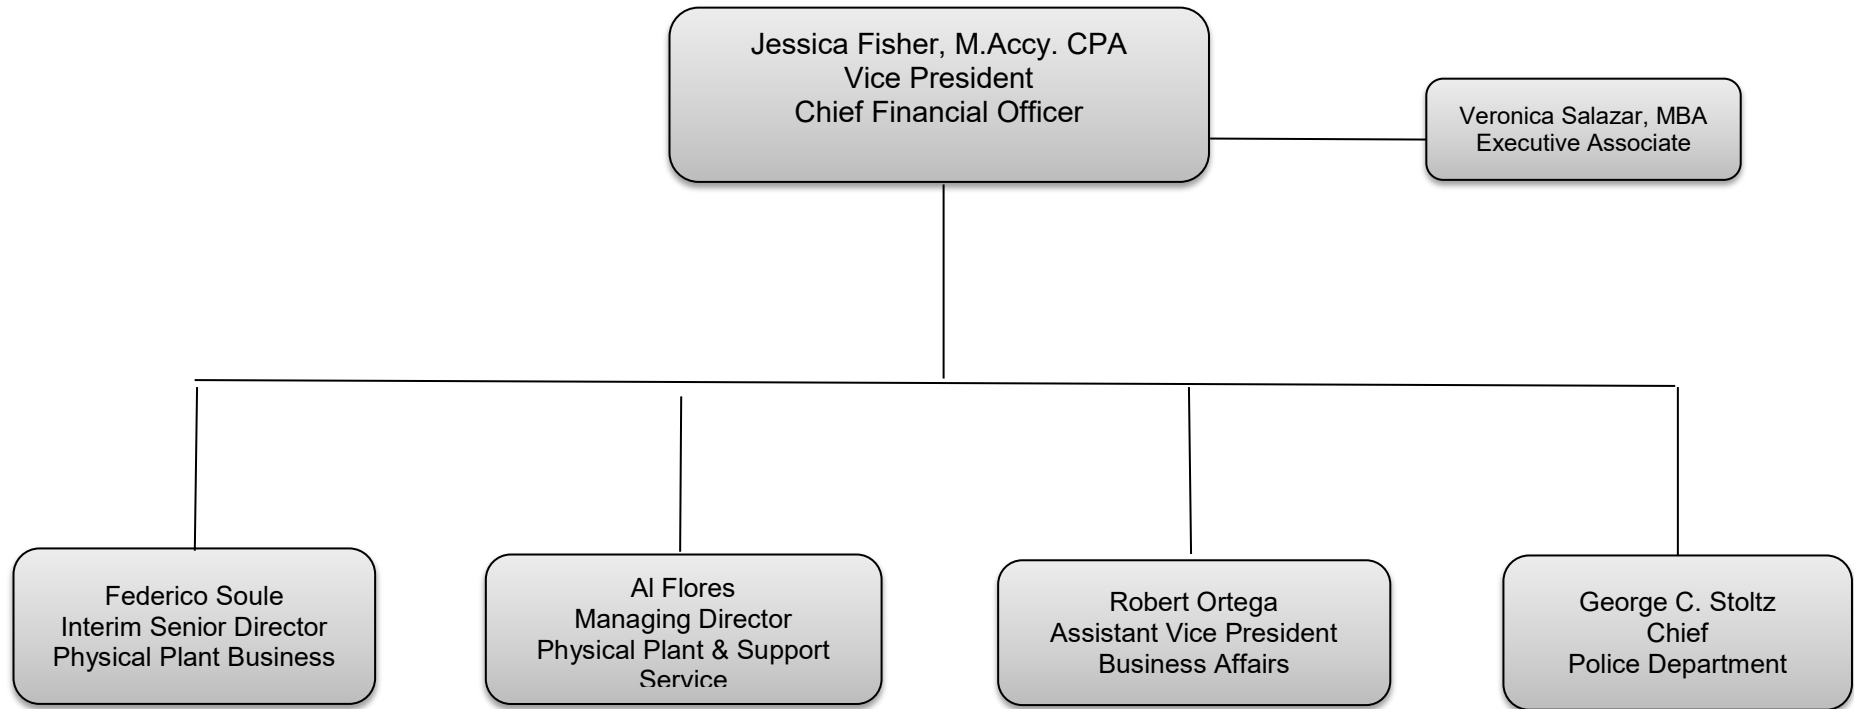 Jessica Fisher, M.Accy. CPA
Vice President
Chief Financial Officer
Veronica Salazar, MBA
Executive Associate
Federico Soule
Interim Senior Director
Physical Plant Business
Al Flores
Managing Director
Physical Plant & Support
Service
Robert Ortega
Assistant Vice President
Business Affairs
George C. Stoltz
Chief
Police Department